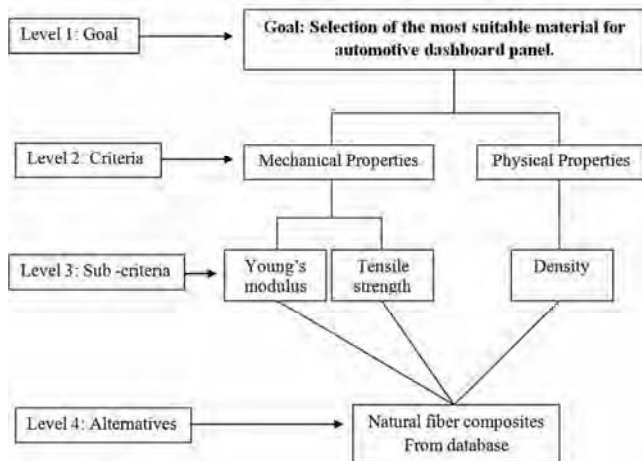 Level 1: Goal
Goal: Selection of the most suitable material for
automotive dashboard panel.
Level 2: Criteria
Mechanical Properties
Physical Properties
Level 3: Sub -criteria
Young's
modulus
Tensile
strength
Density
Level 4: Alternatives
Natural fiber composites
From database